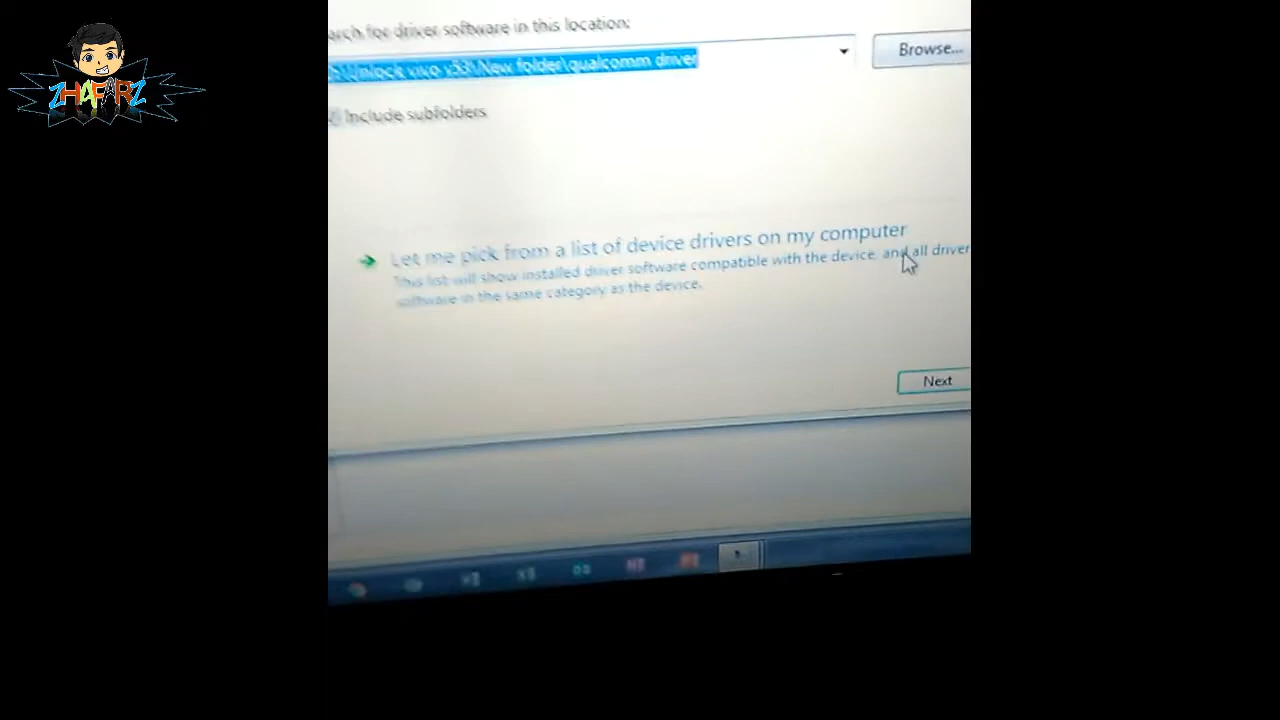 ZHAFIRZ
arch for driver software in this location:
:\Unlock vivo y53\New folder\qualcomm driver
Browse...
Include subfolders
Let me pick from a list of device drivers on my computer
This list will show installed driver software compatible with the device, and all driver
software in the same category as the device.
Next